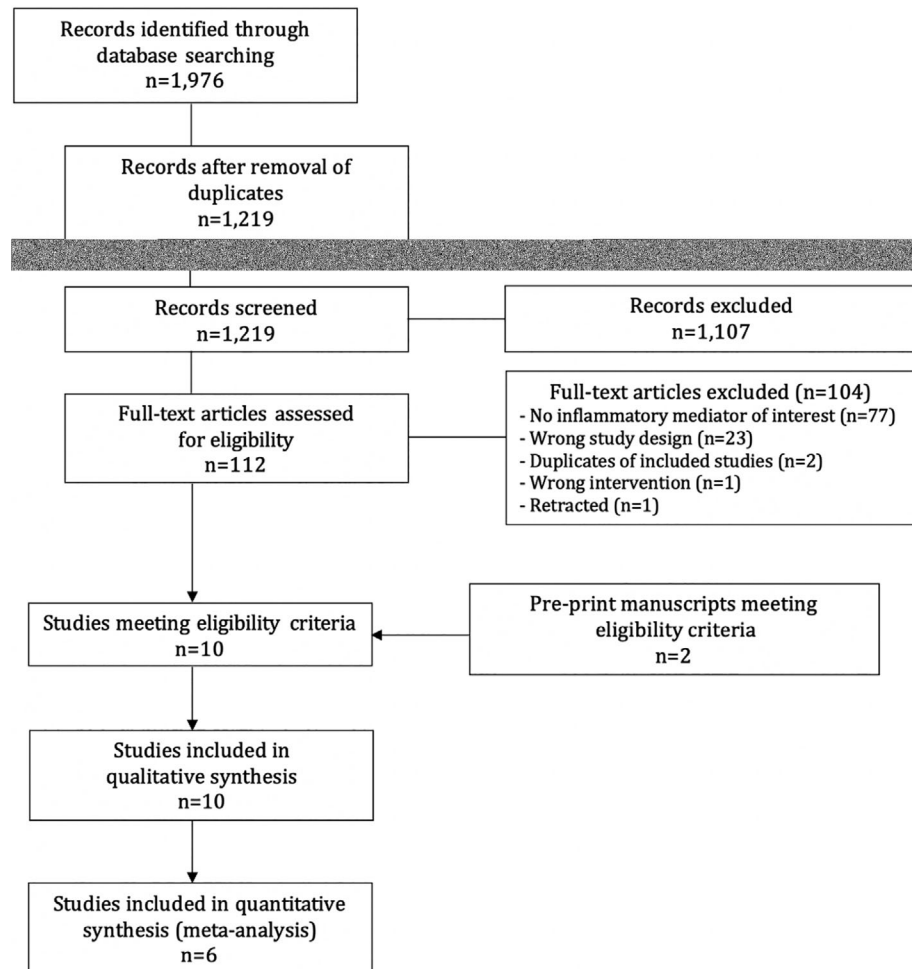 Records identified through
database searching
n=1,976
Records after removal of
duplicates
n=1,219
Records screened
n=1,219
Records excluded
n=1,107
Full-text articles assessed
for eligibility
n=112
Full-text articles excluded (n=104)
- No inflammatory mediator of interest (n=77)
- Wrong study design (n=23)
- Duplicates of included studies (n=2)
- Wrong intervention (n=1)
- Retracted (n=1)
Studies meeting eligibility criteria
n=10
Pre-print manuscripts meeting
eligibility criteria
n=2
Studies included in
qualitative synthesis
n=10
Studies included in quantitative
synthesis (meta-analysis)
n=6